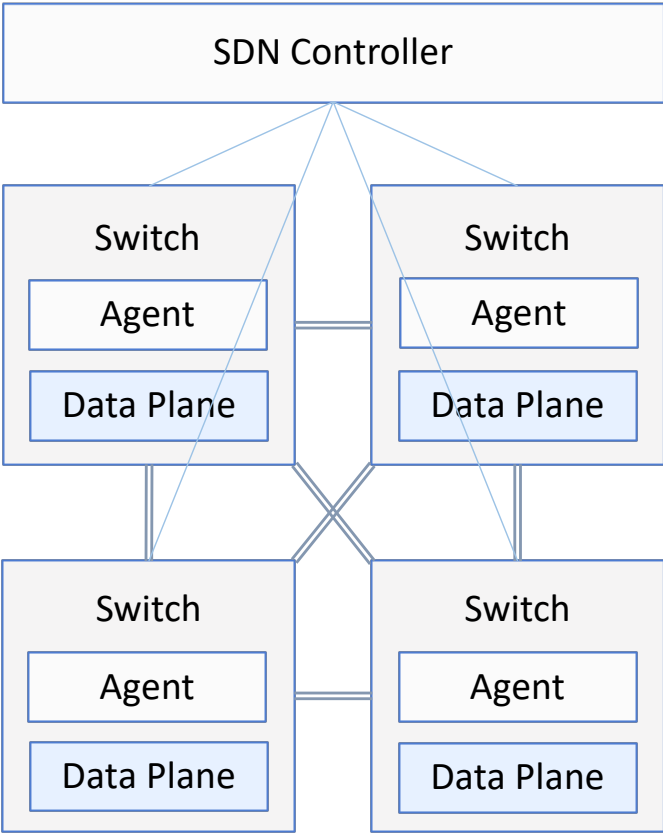 SDN Controller
Switch
Agent
Data Plane
Switch
Agent
Data Plane
Switch
Agent
Data Plane
Switch
Agent
Data Plane